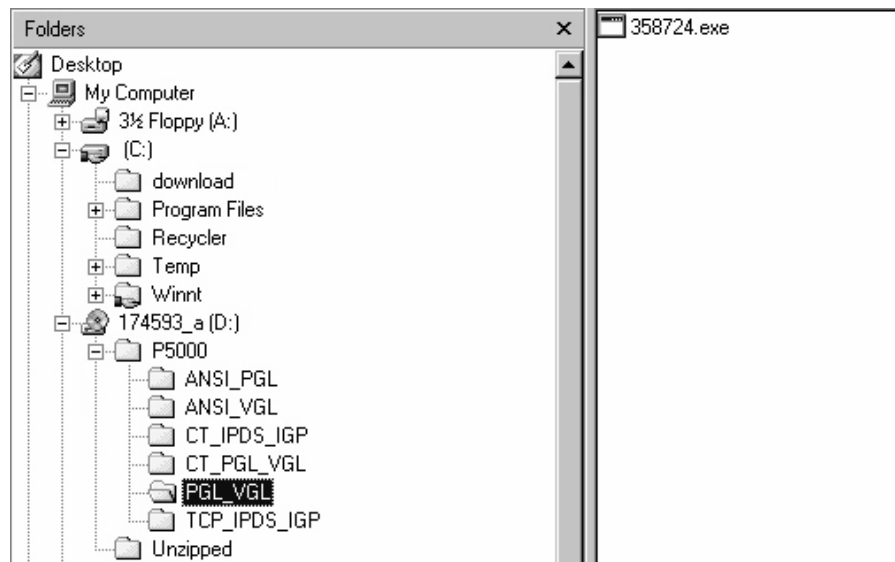 Folders
Desktop
My Computer
3½ Floppy (A:)
(C:)
download
Program Files
Recycler
Temp
Winnt
174593_a (D:)
P5000
ANSI_PGL
ANSI_VGL
CT_IPDS_IGP
CT_PGL_VGL
PGL_VGL
TCP_IPDS_IGP
Unzipped
358724.exe